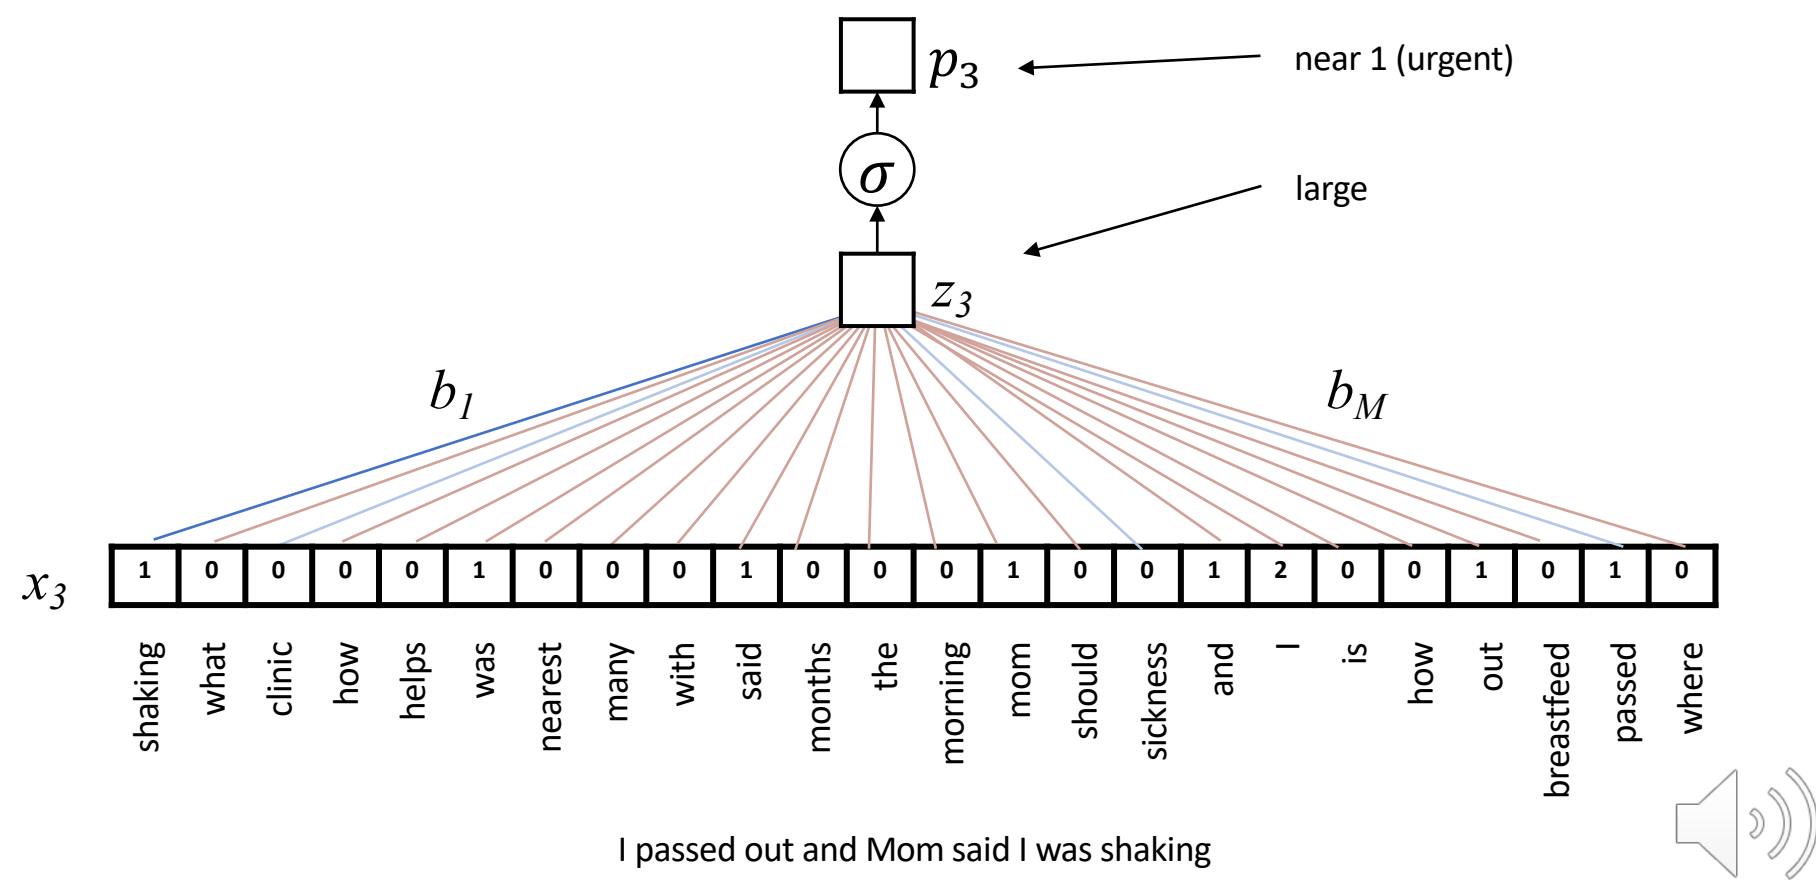 p₃
near 1 (urgent)
σ
large
z₃
b₁
b_M
x₃
1 0 0 0 0 1 0 0 0 1 0 0 0 1 0 0 1 2 0 0 1 0 1 0
shaking what clinic how helps was nearest many with said months the morning mom should sickness and I is how out breastfeed passed where
I passed out and Mom said I was shaking